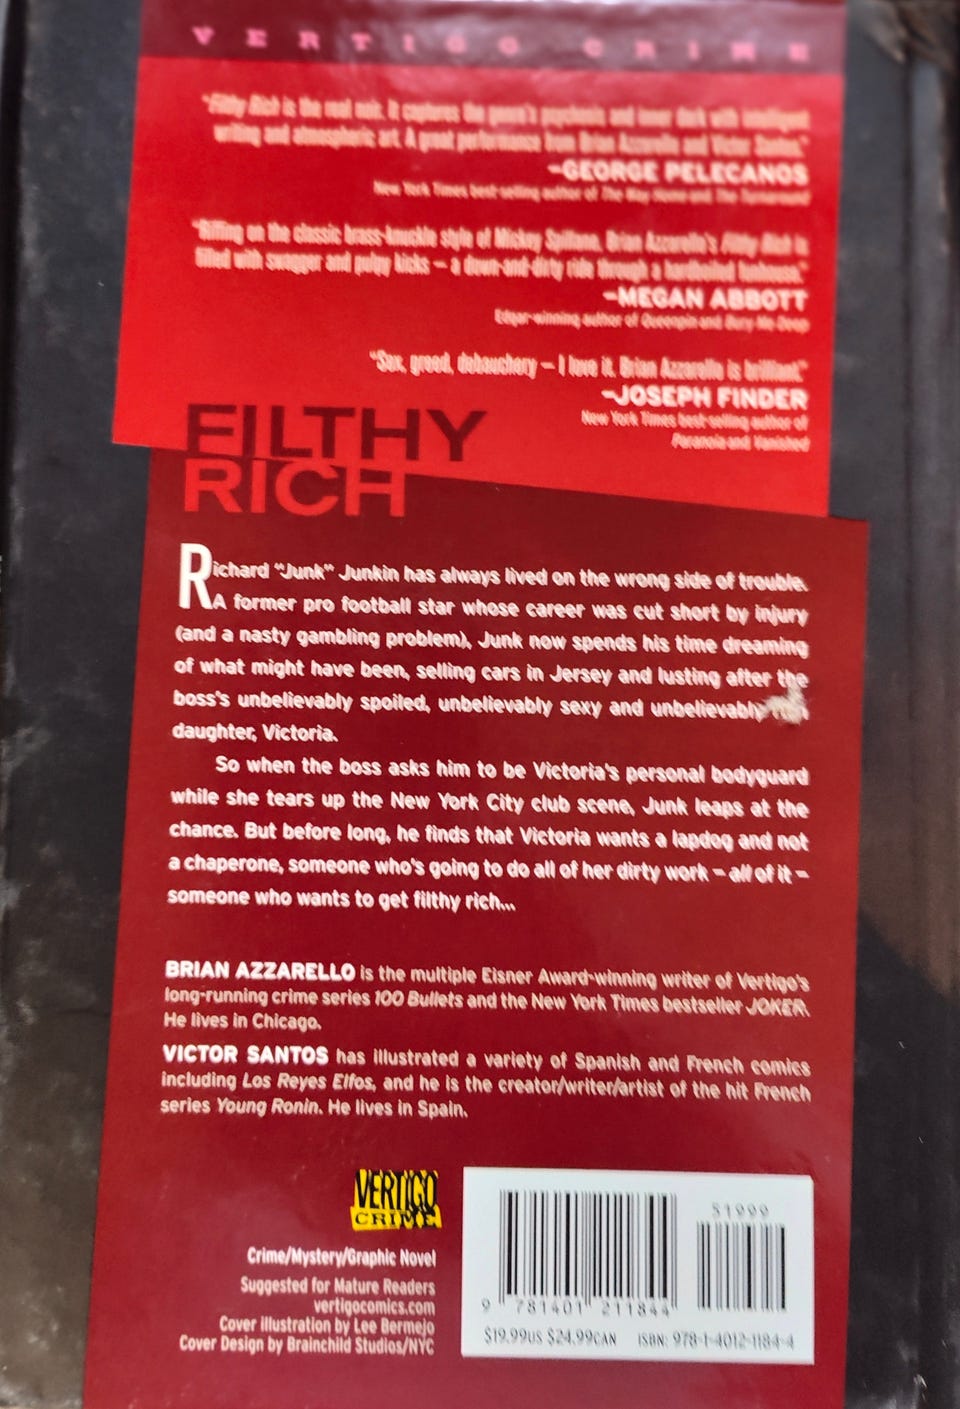 VERTIGO CRIME
"Filthy Rich is the real noir. It captures the genre's psychosis and inner dark with intelligent
writing and atmospheric art. A great performance from Brian Azzarello and Victor Santos."
–GEORGE PELECANOS
New York Times best-selling author of The Way Home and The Turnaround
"Riffing on the classic brass-knuckle style of Mickey Spillane, Brian Azzarello's Filthy Rich is
filled with swagger and pulpy kicks – a down-and-dirty ride through a hardboiled funhouse."
–MEGAN ABBOTT
Edgar-winning author of Queenpin and Bury Me Deep
"Sex, greed, debauchery – I love it. Brian Azzarello is brilliant."
–JOSEPH FINDER
New York Times best-selling author of
Paranoia and Vanished
FILTHY
RICH
Richard "Junk" Junkin has always lived on the wrong side of trouble.
A former pro football star whose career was cut short by injury
(and a nasty gambling problem), Junk now spends his time dreaming
of what might have been, selling cars in Jersey and lusting after the
boss's unbelievably spoiled, unbelievably sexy and unbelievably
daughter, Victoria.
So when the boss asks him to be Victoria's personal bodyguard
while she tears up the New York City club scene, Junk leaps at the
chance. But before long, he finds that Victoria wants a lapdog and not
a chaperone, someone who's going to do all of her dirty work – all of it –
someone who wants to get filthy rich...
BRIAN AZZARELLO is the multiple Eisner Award-winning writer of Vertigo's
long-running crime series 100 Bullets and the New York Times bestseller JOKER.
He lives in Chicago.
VICTOR SANTOS has illustrated a variety of Spanish and French comics
including Los Reyes Elfos, and he is the creator/writer/artist of the hit French
series Young Ronin. He lives in Spain.
VERTIGO
CRIME
Crime/Mystery/Graphic Novel
Suggested for Mature Readers
vertigocomics.com
Cover illustration by Lee Bermejo
Cover Design by Brainchild Studios/NYC
51999
9 781401 211844
$19.99US $24.99CAN ISBN: 978-1-4012-1184-4